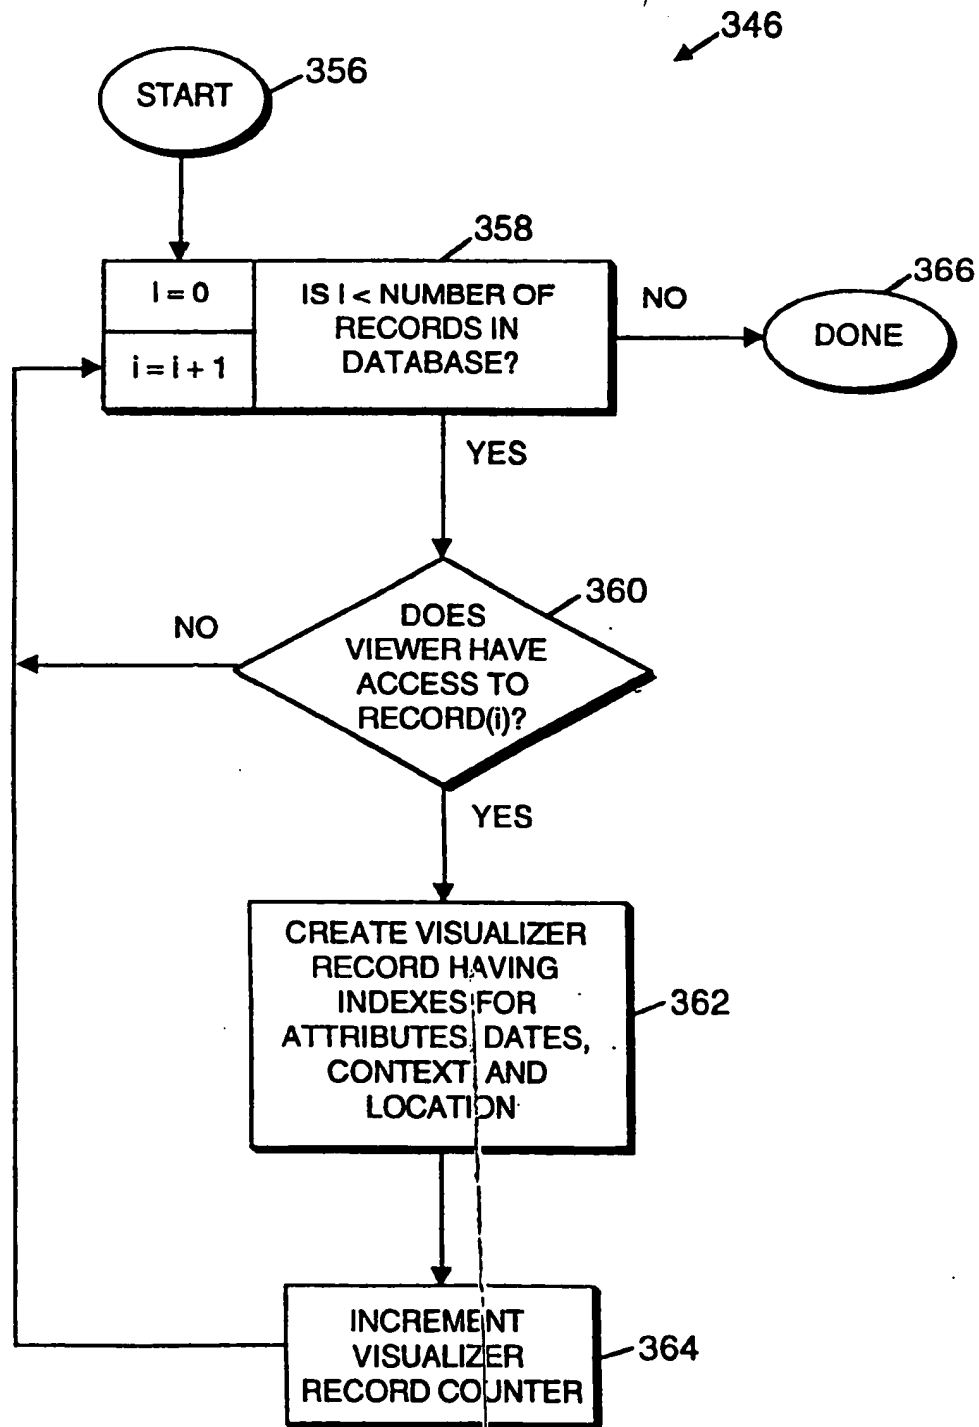 346
START
356
358
I = 0
i = i + 1
IS I < NUMBER OF
RECORDS IN
DATABASE?
NO
366
DONE
YES
360
DOES
VIEWER HAVE
ACCESS TO
RECORD(i)?
NO
YES
CREATE VISUALIZER
RECORD HAVING
INDEXES FOR
ATTRIBUTES, DATES,
CONTEXT AND
LOCATION
362
INCREMENT
VISUALIZER
RECORD COUNTER
364